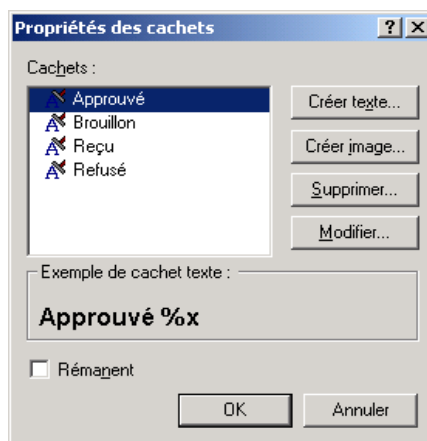 Propriétés des cachets
Cachets :
Approuvé
Brouillon
Reçu
Refusé
Créer texte...
Créer image...
Supprimer...
Modifier...
Exemple de cachet texte :
Approuvé %x
Rémanent
OK
Annuler